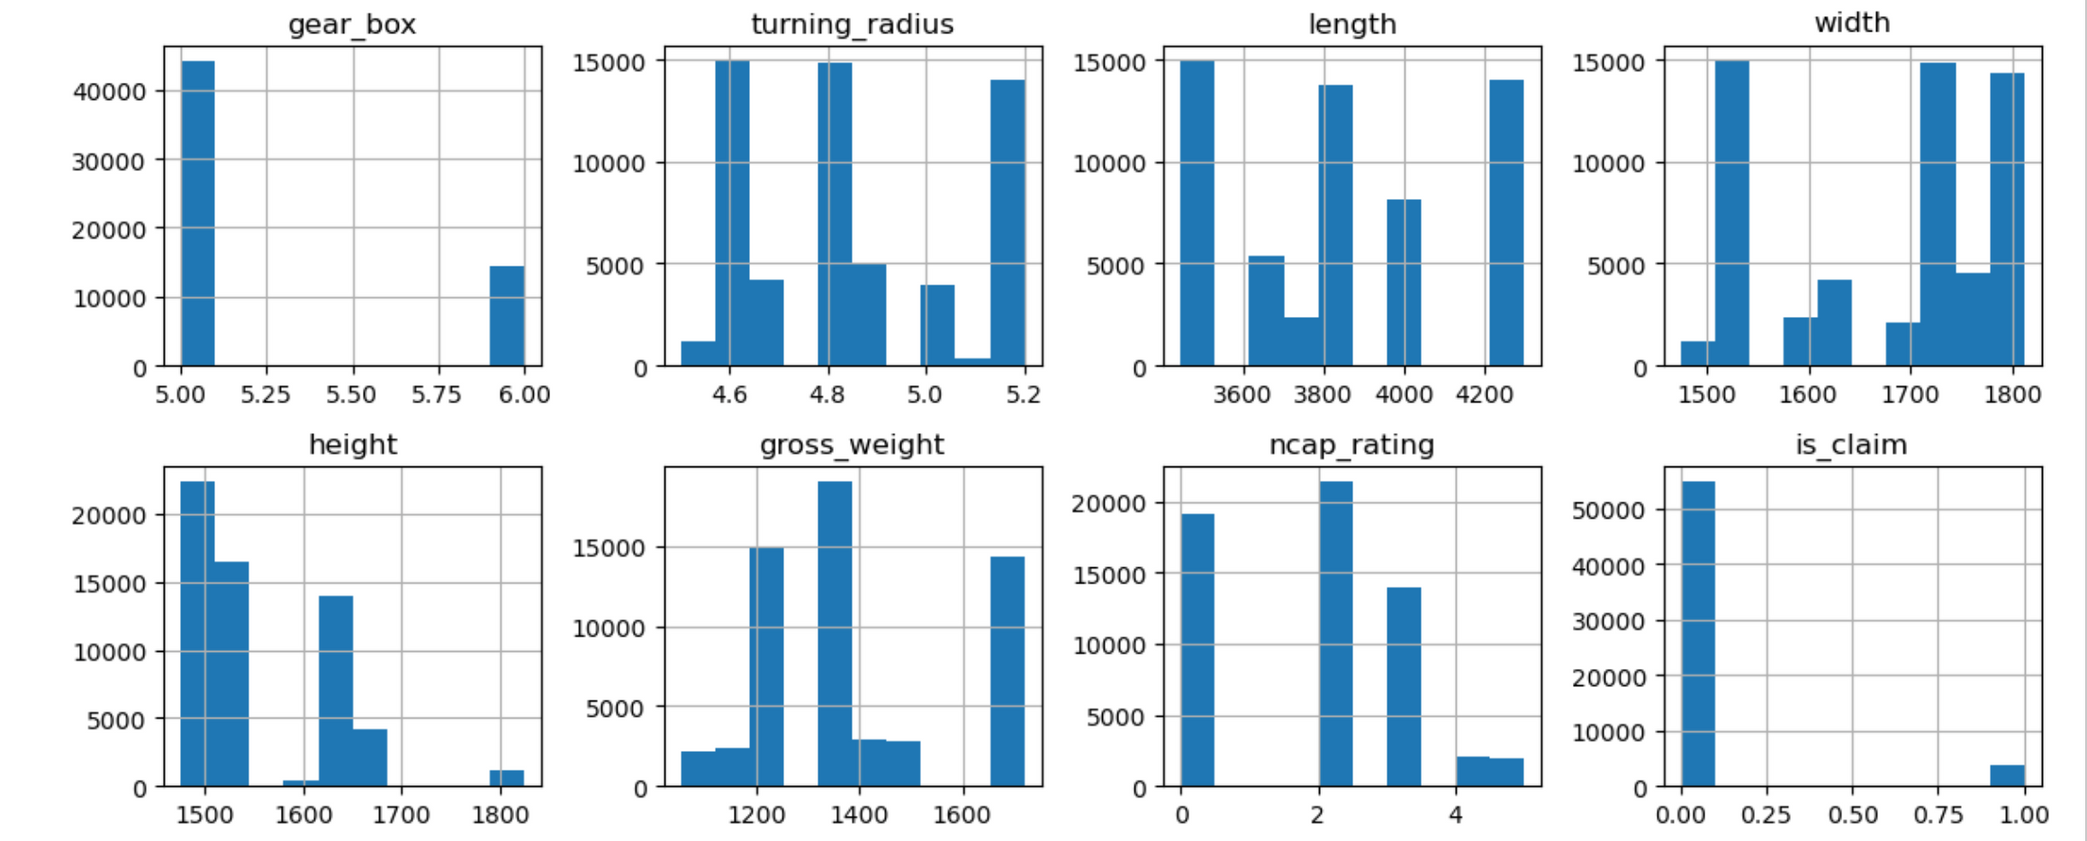 gear_box
turning_radius
length
width
40000
30000
20000
10000
0
5.00 5.25 5.50 5.75 6.00
15000
10000
5000
0
4.6 4.8 5.0 5.2
15000
10000
5000
0
3600 3800 4000 4200
15000
10000
5000
0
1500 1600 1700 1800
height
gross_weight
ncap_rating
is_claim
20000
15000
10000
5000
0
1500 1600 1700 1800
15000
10000
5000
0
1200 1400 1600
20000
15000
10000
5000
0
0 2 4
50000
40000
30000
20000
10000
0
0.00 0.25 0.50 0.75 1.00